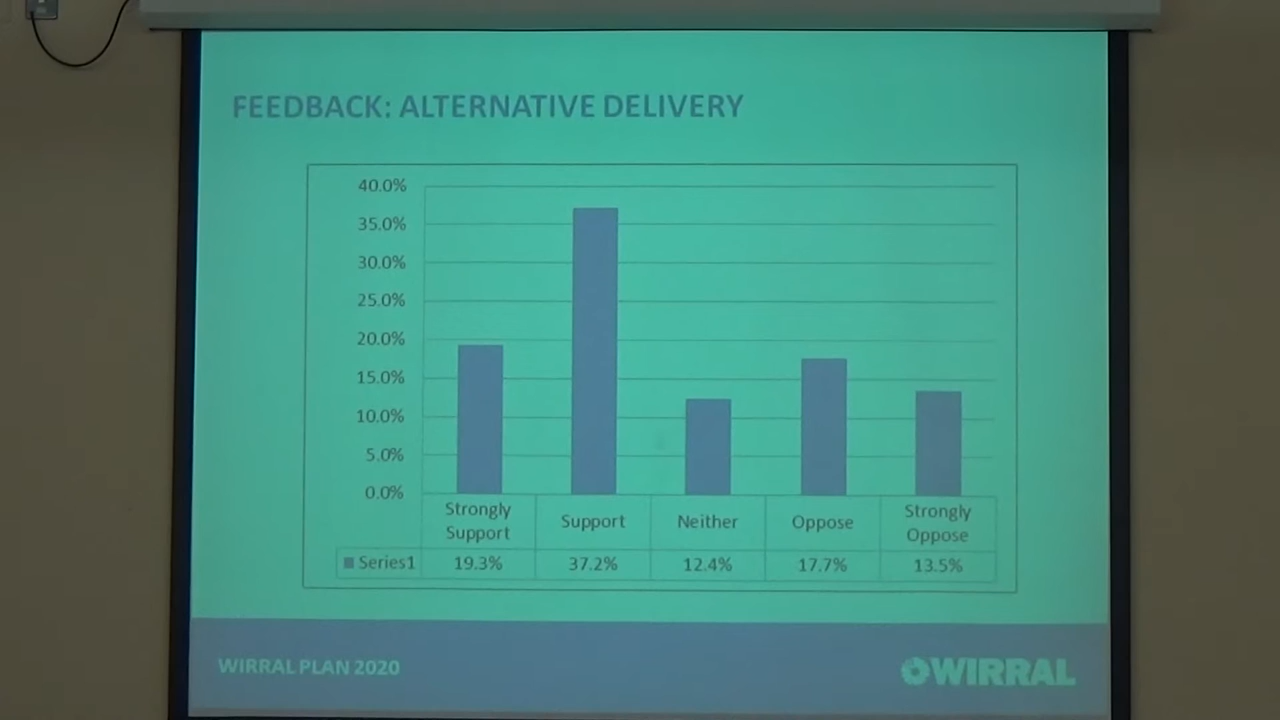 FEEDBACK: ALTERNATIVE DELIVERY
40.0%
35.0%
30.0%
25.0%
20.0%
15.0%
10.0%
5.0%
0.0%
Strongly Support
Support
Neither
Oppose
Strongly Oppose
Series1 19.3% 37.2% 12.4% 17.7% 13.5%
WIRRAL PLAN 2020
WIRRAL